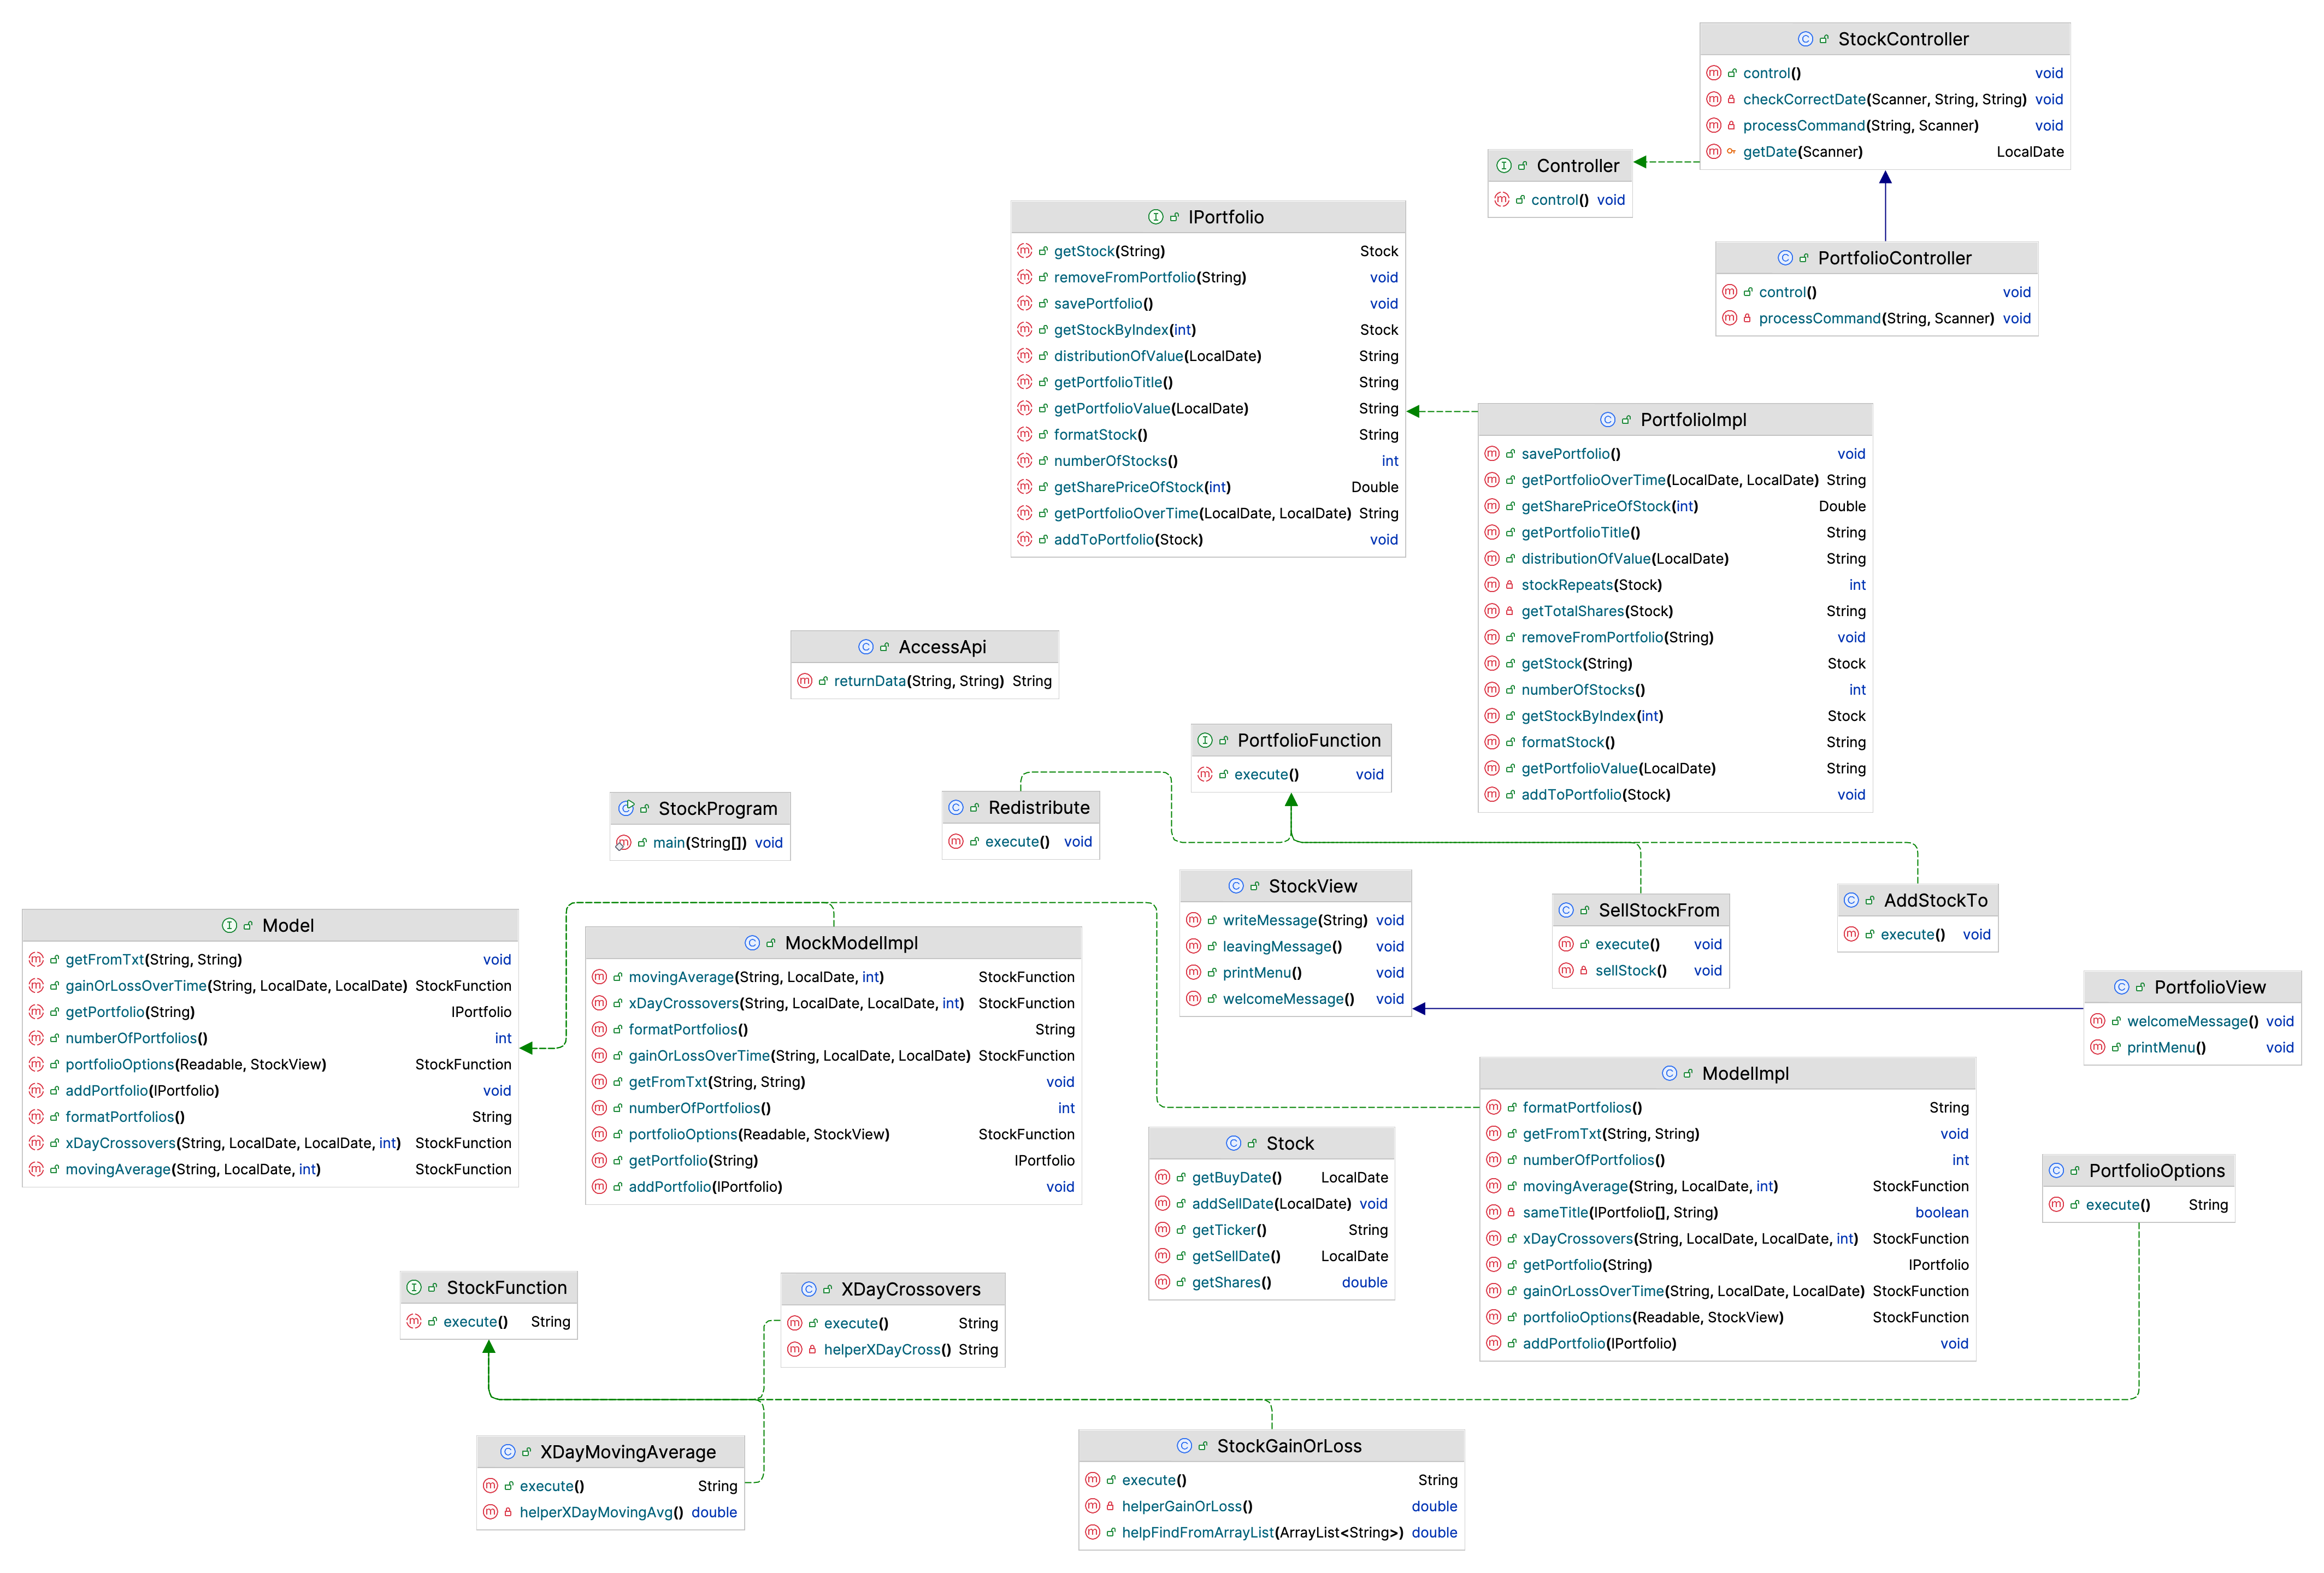 StockController
control() void
checkCorrectDate(Scanner, String, String) void
processCommand(String, Scanner) void
getDate(Scanner) LocalDate
Controller
control() void
PortfolioController
control() void
processCommand(String, Scanner) void
IPortfolio
getStock(String) Stock
removeFromPortfolio(String) void
savePortfolio() void
getStockByIndex(int) Stock
distributionOfValue(LocalDate) String
getPortfolioTitle() String
getPortfolioValue(LocalDate) String
formatStock() String
numberOfStocks() int
getSharePriceOfStock(int) Double
getPortfolioOverTime(LocalDate, LocalDate) String
addToPortfolio(Stock) void
PortfolioImpl
savePortfolio() void
getPortfolioOverTime(LocalDate, LocalDate) String
getSharePriceOfStock(int) Double
getPortfolioTitle() String
distributionOfValue(LocalDate) String
stockRepeats(Stock) int
getTotalShares(Stock) String
removeFromPortfolio(String) void
getStock(String) Stock
numberOfStocks() int
getStockByIndex(int) Stock
formatStock() String
getPortfolioValue(LocalDate) String
addToPortfolio(Stock) void
AccessApi
returnData(String, String) String
PortfolioFunction
execute() void
StockProgram
main(String[]) void
Redistribute
execute() void
StockView
writeMessage(String) void
leavingMessage() void
printMenu() void
welcomeMessage() void
SellStockFrom
execute() void
sellStock() void
AddStockTo
execute() void
Model
getFromTxt(String, String) void
gainOrLossOverTime(String, LocalDate, LocalDate) StockFunction
getPortfolio(String) IPortfolio
numberOfPortfolios() int
portfolioOptions(Readable, StockView) StockFunction
addPortfolio(IPortfolio) void
formatPortfolios() String
xDayCrossovers(String, LocalDate, LocalDate, int) StockFunction
movingAverage(String, LocalDate, int) StockFunction
MockModelImpl
movingAverage(String, LocalDate, int) StockFunction
xDayCrossovers(String, LocalDate, LocalDate, int) StockFunction
formatPortfolios() String
gainOrLossOverTime(String, LocalDate, LocalDate) StockFunction
getFromTxt(String, String) void
numberOfPortfolios() int
portfolioOptions(Readable, StockView) StockFunction
getPortfolio(String) IPortfolio
addPortfolio(IPortfolio) void
PortfolioView
welcomeMessage() void
printMenu() void
ModelImpl
formatPortfolios() String
getFromTxt(String, String) void
numberOfPortfolios() int
movingAverage(String, LocalDate, int) StockFunction
sameTitle(IPortfolio[], String) boolean
xDayCrossovers(String, LocalDate, LocalDate, int) StockFunction
getPortfolio(String) IPortfolio
gainOrLossOverTime(String, LocalDate, LocalDate) StockFunction
portfolioOptions(Readable, StockView) StockFunction
addPortfolio(IPortfolio) void
Stock
getBuyDate() LocalDate
addSellDate(LocalDate) void
getTicker() String
getSellDate() LocalDate
getShares() double
PortfolioOptions
execute() String
StockFunction
execute() String
XDayCrossovers
execute() String
helperXDayCross() String
XDayMovingAverage
execute() String
helperXDayMovingAvg() double
StockGainOrLoss
execute() String
helperGainOrLoss() double
helpFindFromArrayList(ArrayList<String>) double